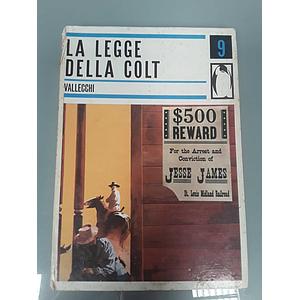 LA LEGGE
DELLA COLT
VALLECCHI
9
$500
REWARD
For the Arrest and
Conviction of
JESSE JAMES
St. Louis Midland Railroad